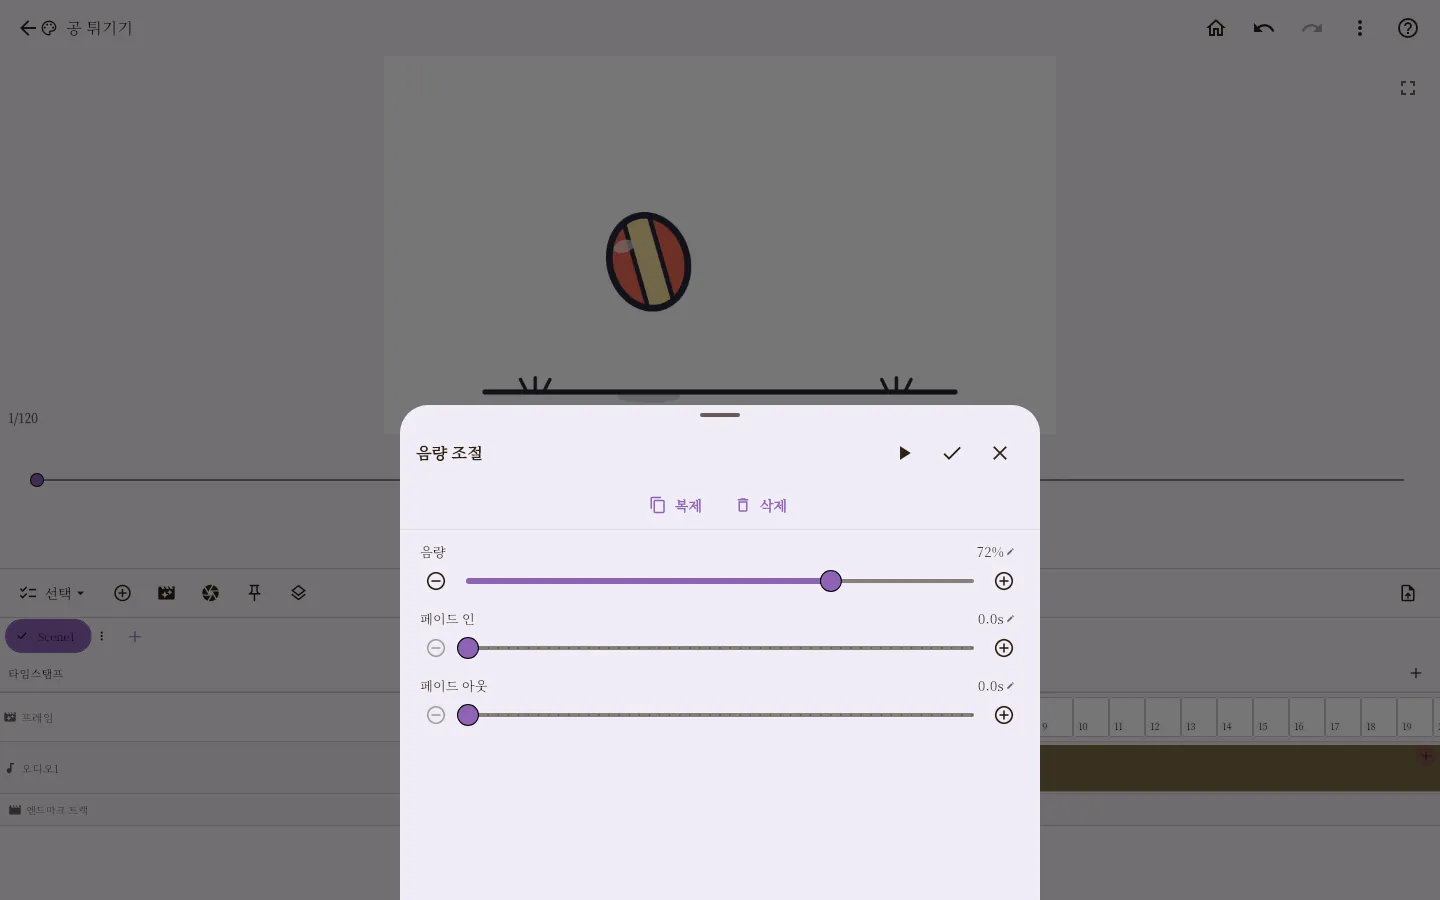 공 튀기기
1/120
음량 조절
복제
삭제
음량
72%
페이드 인
0.0s
페이드 아웃
0.0s
선택
Scene1
타임스탬프
프레임
9
10
11
12
13
14
15
16
17
18
19
오디오1
엔드마크 트랙